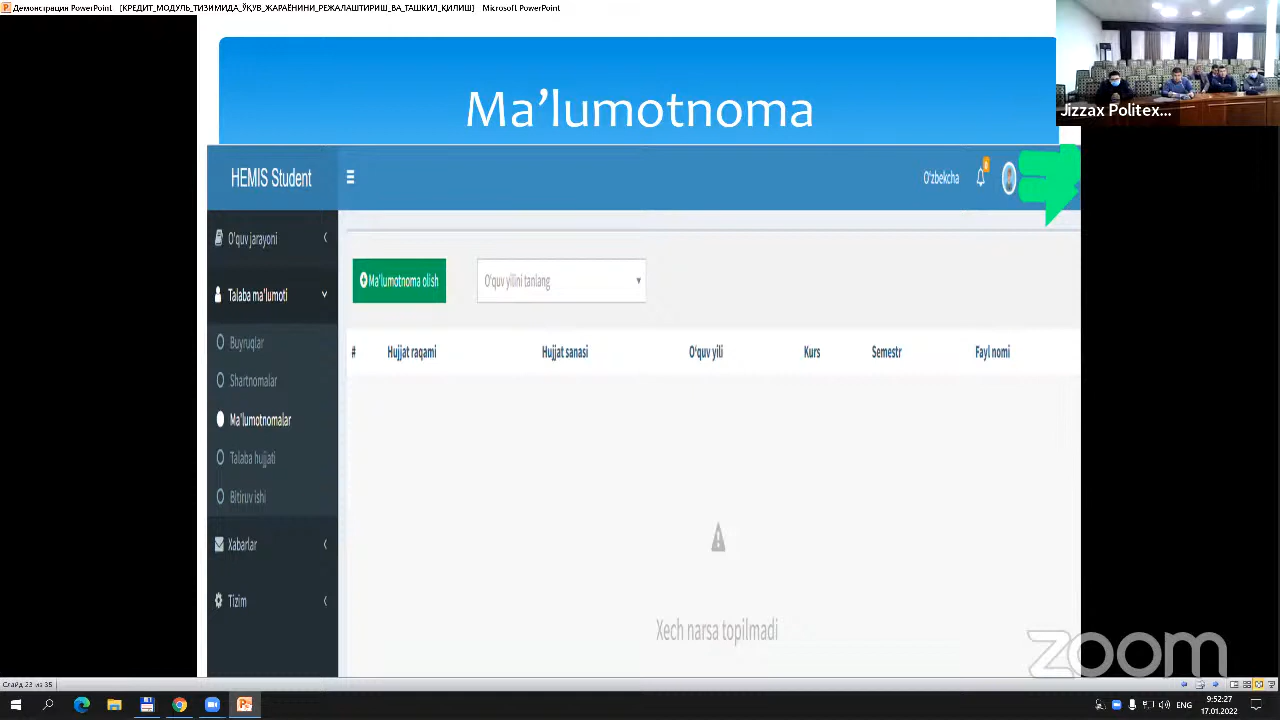 Демонстрация PowerPoint [КРЕДИТ_МОДУЛЬ_ТИЗИМИДА_ЎҚУВ_ЖАРАЁНИНИ_РЕЖАЛАШТИРИШ_ВА_ТАШКИЛ_ҚИЛИШ] Microsoft PowerPoint
Ma’lumotnoma
Jizzax Politex...
HEMIS Student
O'zbekcha
O'quv jarayoni
Ma'lumotnoma olish
O'quv yilini tanlang
Talaba ma'lumoti
Buyruqlar
# Hujjat raqami Hujjat sanasi O'quv yili Kurs Semestr Fayl nomi
Shartnomalar
Ma'lumotnomalar
Talaba hujjati
Bitiruv ishi
Xabarlar
Tizim
Xech narsa topilmadi
zoom
Слайд 23 из 35
ENG
9:52:27
17.01.2022